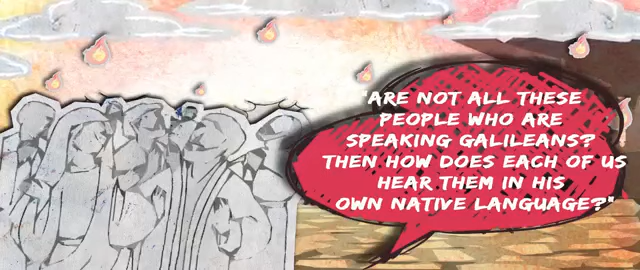 "ARE NOT ALL THESE
PEOPLE WHO ARE
SPEAKING GALILEANS?
THEN HOW DOES EACH OF US
HEAR THEM IN HIS
OWN NATIVE LANGUAGE?"